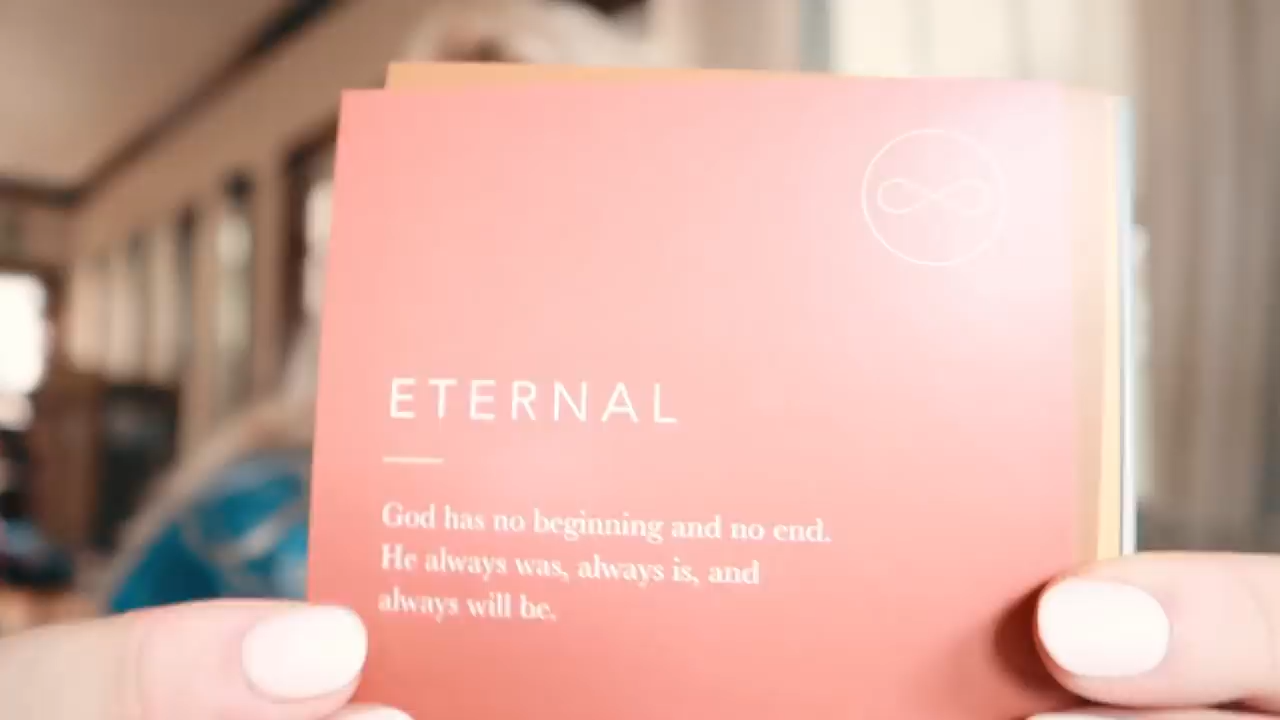 ETERNAL
God has no beginning and no end.
He always was, always is, and
always will be.